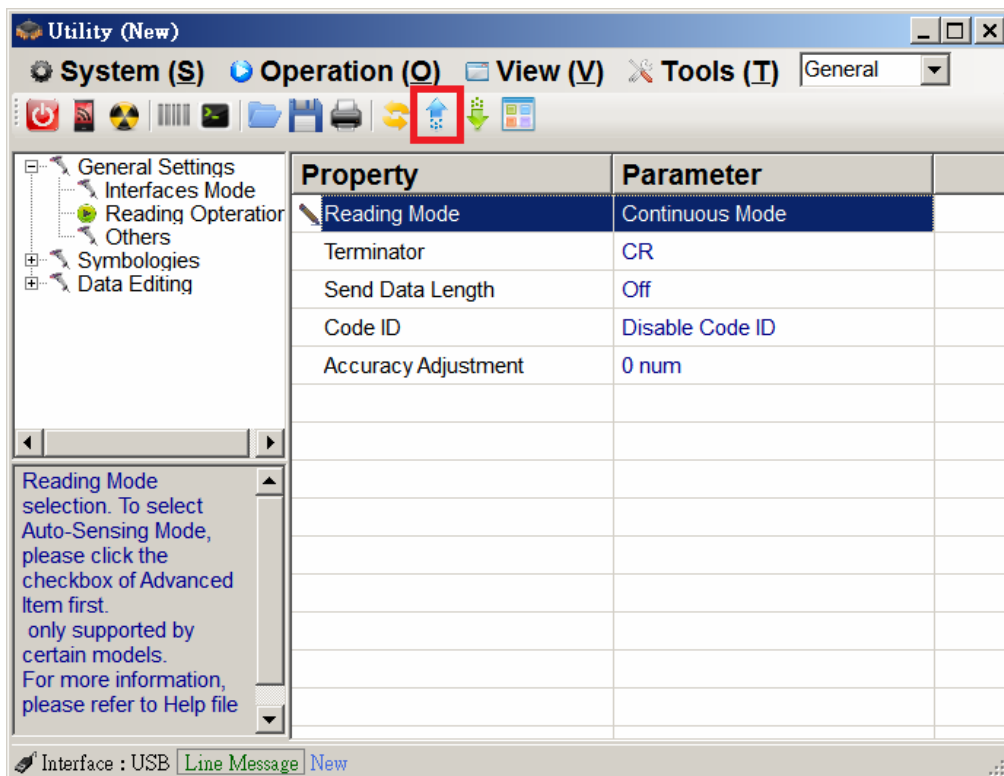 Utility (New)
System (S) Operation (O) View (V) Tools (T) General
General Settings
Interfaces Mode
Reading Opteration
Others
Symbologies
Data Editing
Property Parameter
Reading Mode Continuous Mode
Terminator CR
Send Data Length Off
Code ID Disable Code ID
Accuracy Adjustment 0 num
Reading Mode
selection. To select
Auto-Sensing Mode,
please click the
checkbox of Advanced
Item first.
only supported by
certain models.
For more information,
please refer to Help file
Interface : USB Line Message New